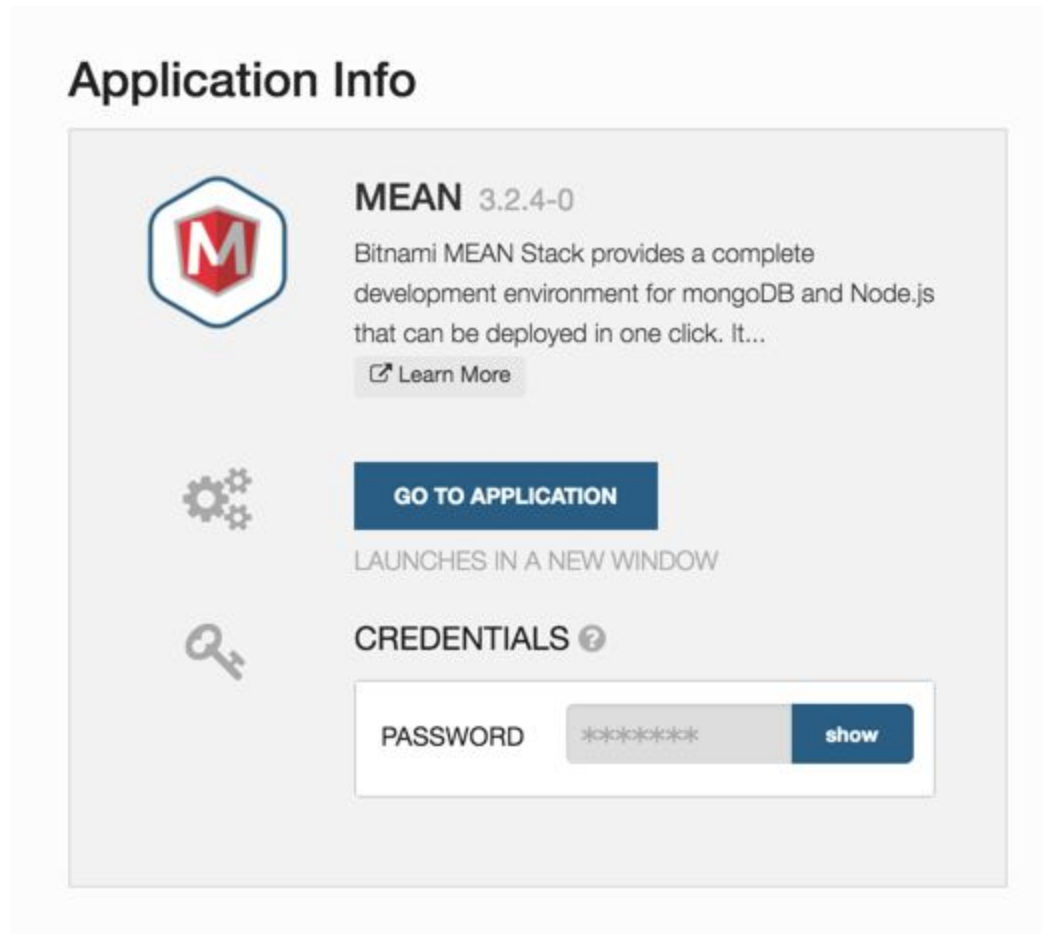 Application Info
M
MEAN 3.2.4-0
Bitnami MEAN Stack provides a complete
development environment for mongoDB and Node.js
that can be deployed in one click. It...
Learn More
GO TO APPLICATION
LAUNCHES IN A NEW WINDOW
CREDENTIALS ?
PASSWORD ******* show